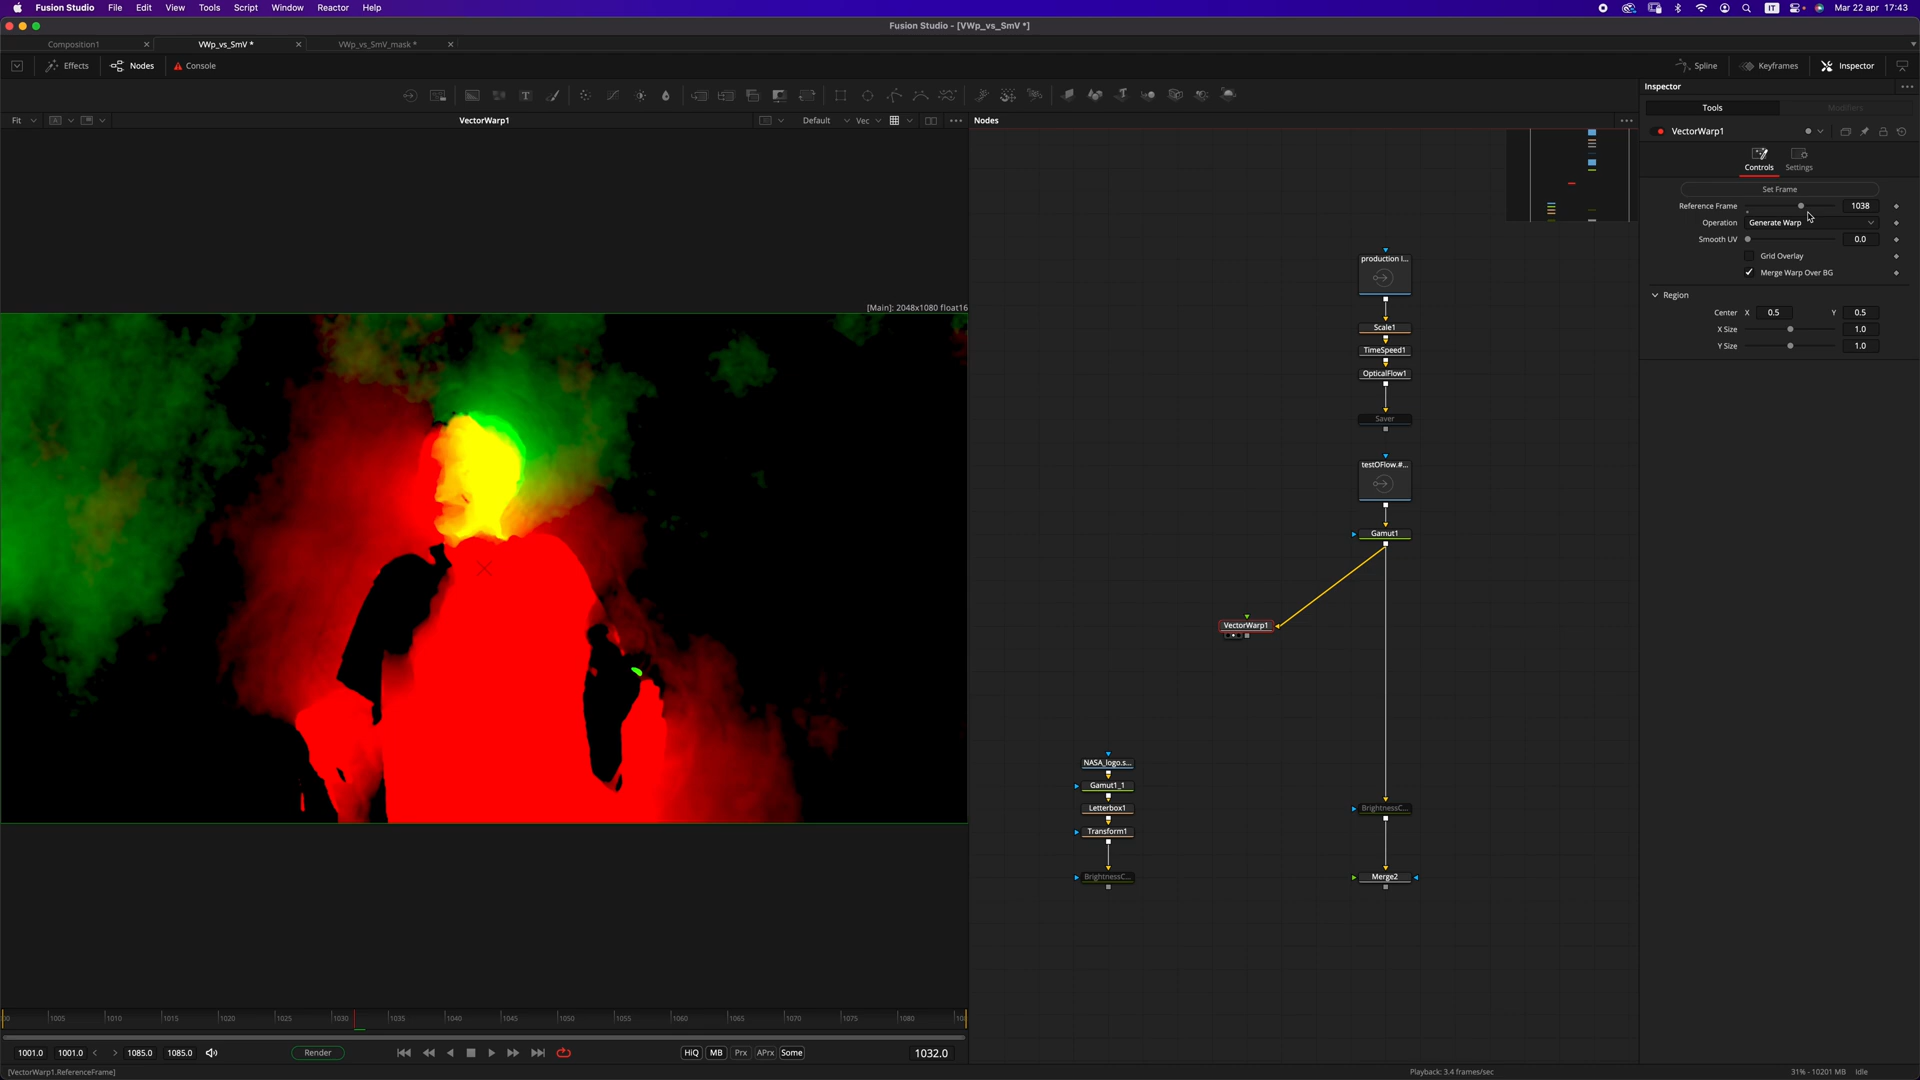 Fusion Studio File Edit View Tools Script Window Reactor Help IT Mar 22 apr 17:43
Fusion Studio - [VWp_vs_SmV *]
Composition1 VWp_vs_SmV * VWp_vs_SmV_mask *
Effects Nodes Console Spline Keyframes Inspector
Inspector
Tools Modifiers
Fit VectorWarp1 Default Vec Nodes
VectorWarp1
Controls Settings
Set Frame
Reference Frame 1038
Operation Generate Warp
Smooth UV 0.0
Grid Overlay
Merge Warp Over BG
Region
Center X 0.5 Y 0.5
X Size 1.0
Y Size 1.0
[Main]: 2048x1080 float16
production I...
Scale1
TimeSpeed1
OpticalFlow1
Saver
testOFlow.#...
Gamut1
VectorWarp1
NASA_logo.s...
Gamut1_1
Letterbox1
Transform1
BrightnessC...
BrightnessC...
Merge2
1005 1010 1015 1020 1025 1030 1035 1040 1045 1050 1055 1060 1065 1070 1075 1080
1001.0 1001.0 1085.0 1085.0 Render HiQ MB Prx APrx Some 1032.0
[VectorWarp1.ReferenceFrame] Playback: 3.4 frames/sec 31% - 10201 MB Idle